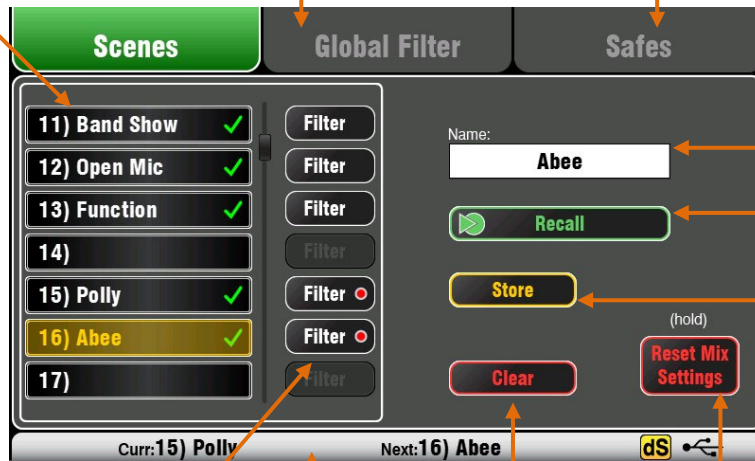 Scenes
Global Filter
Safes
11) Band Show
Filter
12) Open Mic
Filter
13) Function
Filter
14)
Filter
15) Polly
Filter
16) Abee
Filter
17)
Filter
Name:
Abee
Recall
Store
Clear
(hold)
Reset Mix
Settings
Curr:15) Polly
Next:16) Abee
dS